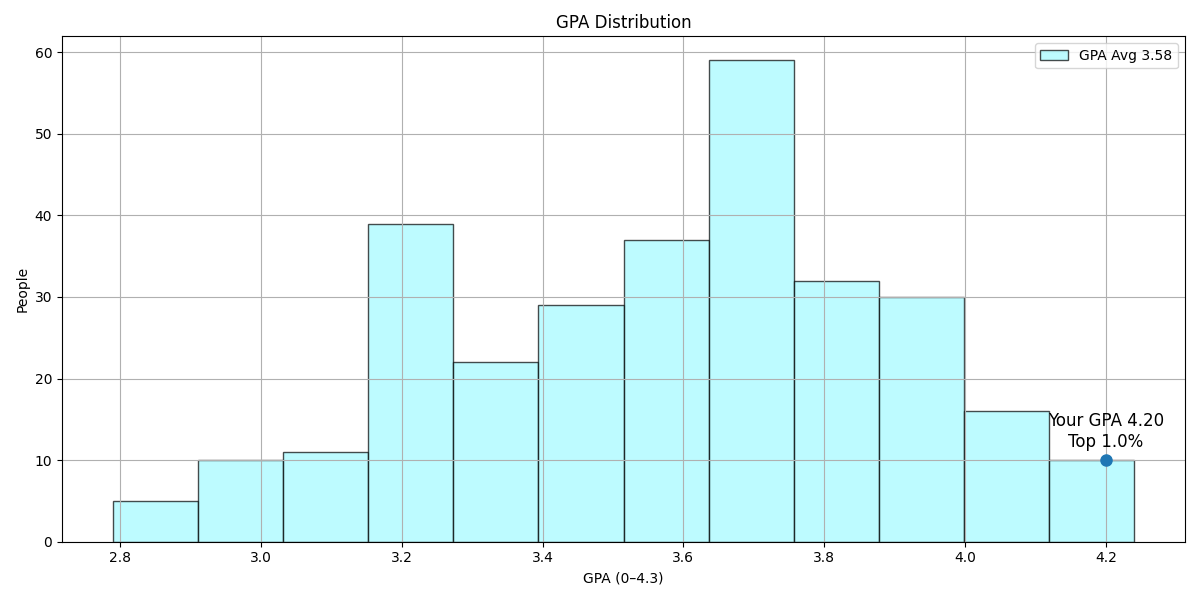 GPA Distribution
GPA Avg 3.58
People
60
50
40
30
20
10
0
Your GPA 4.20
Top 1.0%
2.8 3.0 3.2 3.4 3.6 3.8 4.0 4.2
GPA (0–4.3)